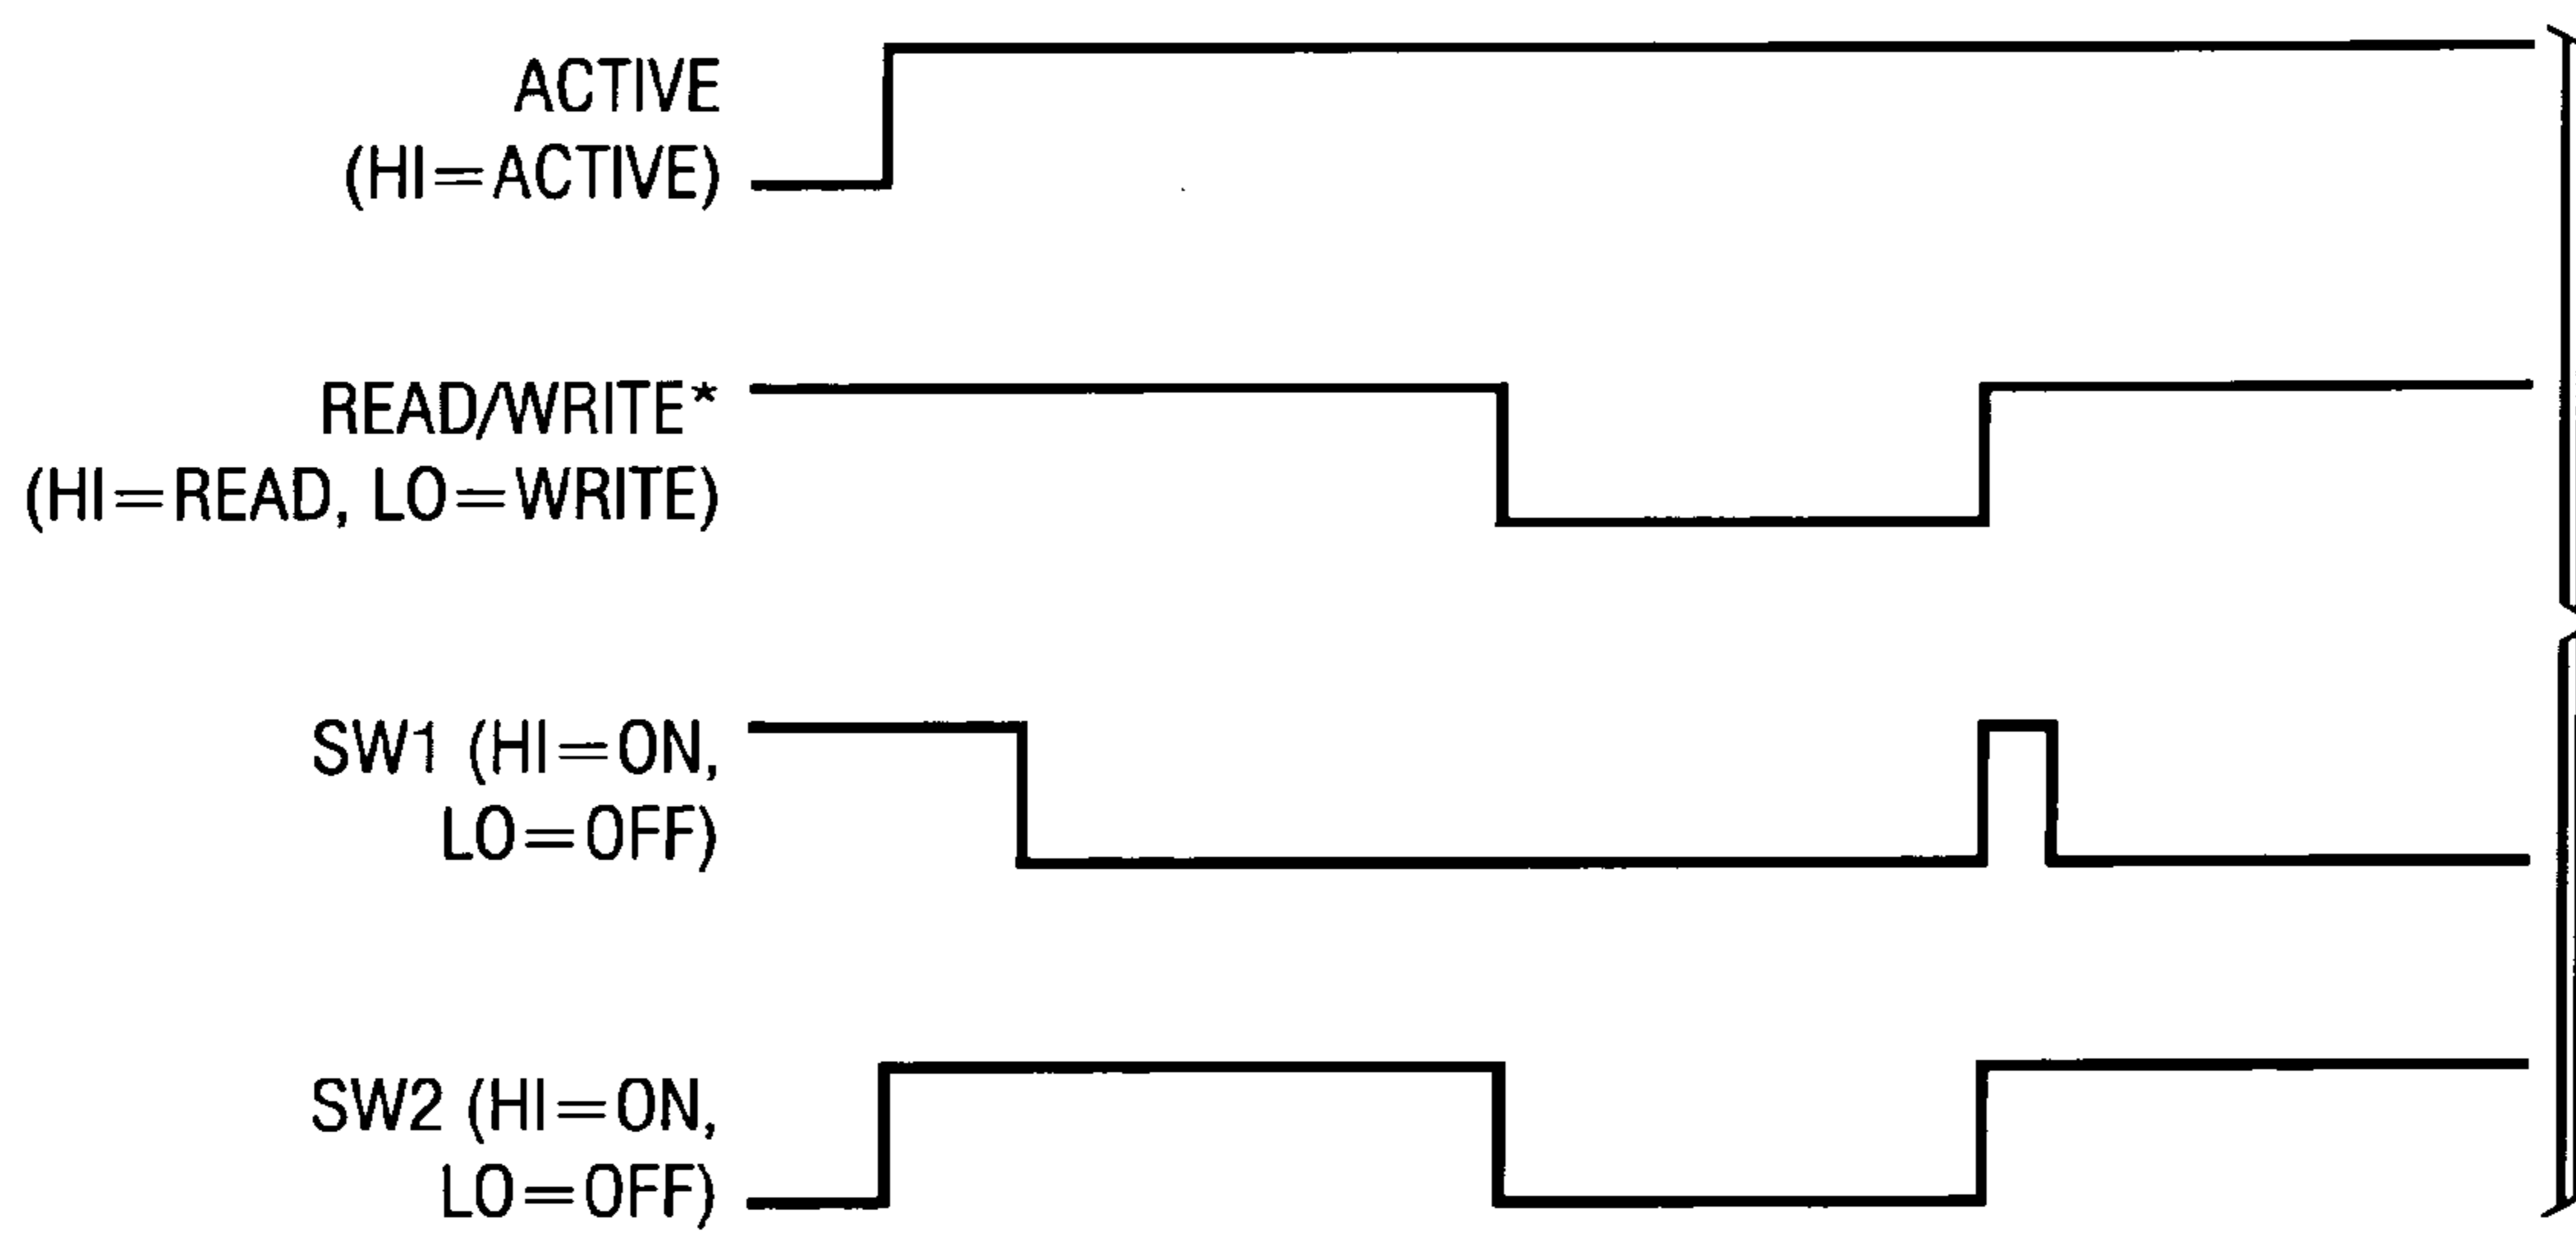 ACTIVE
(HI=ACTIVE)
READ/WRITE*
(HI=READ, LO=WRITE)
SW1 (HI=ON,
LO=OFF)
SW2 (HI=ON,
LO=OFF)